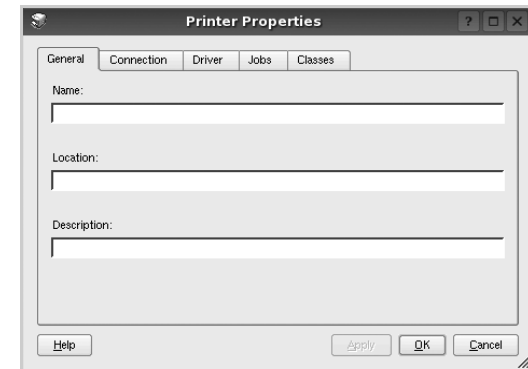 Printer Properties ?
General Connection Driver Jobs Classes
Name:
Location:
Description:
Help Apply OK Cancel